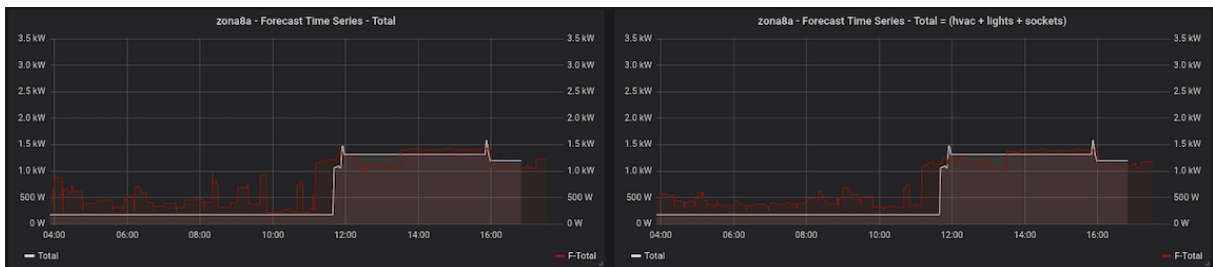 zona8a - Forecast Time Series - Total
3.5 kW 3.5 kW
3.0 kW 3.0 kW
2.5 kW 2.5 kW
2.0 kW 2.0 kW
1.5 kW 1.5 kW
1.0 kW 1.0 kW
500 W 500 W
0 W 0 W
04:00 06:00 08:00 10:00 12:00 14:00 16:00
Total F-Total
zona8a - Forecast Time Series - Total = (hvac + lights + sockets)
3.5 kW 3.5 kW
3.0 kW 3.0 kW
2.5 kW 2.5 kW
2.0 kW 2.0 kW
1.5 kW 1.5 kW
1.0 kW 1.0 kW
500 W 500 W
0 W 0 W
04:00 06:00 08:00 10:00 12:00 14:00 16:00
Total F-Total